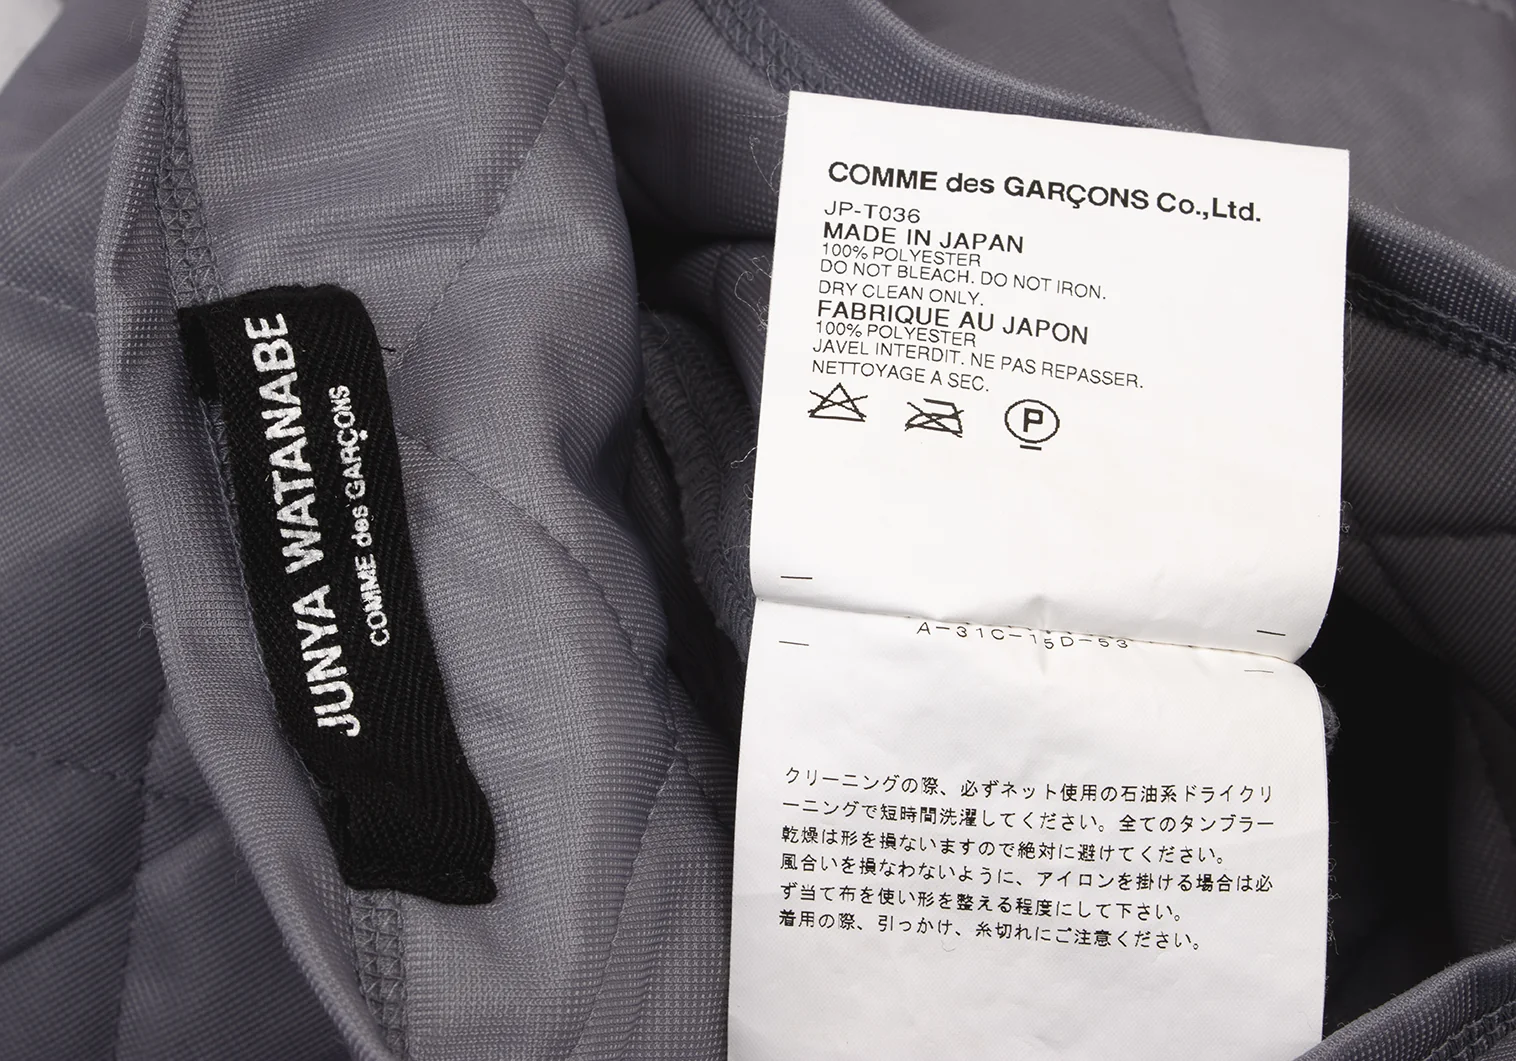 JUNYA WATANABE
COMME des GARÇONS
COMME des GARÇONS Co.,Ltd.
JP-T036
MADE IN JAPAN
100% POLYESTER
DO NOT BLEACH. DO NOT IRON.
DRY CLEAN ONLY.
FABRIQUE AU JAPON
100% POLYESTER
JAVEL INTERDIT. NE PAS REPASSER.
NETTOYAGE A SEC.
P
A-31C-15D-53
クリーニングの際、必ずネット使用の石油系ドライクリ
ーニングで短時間洗濯してください。全てのタンブラー
乾燥は形を損ないますので絶対に避けてください。
風合いを損なわないように、アイロンを掛ける場合は必
ず当て布を使い形を整える程度にして下さい。
着用の際、引っかけ、糸切れにご注意ください。